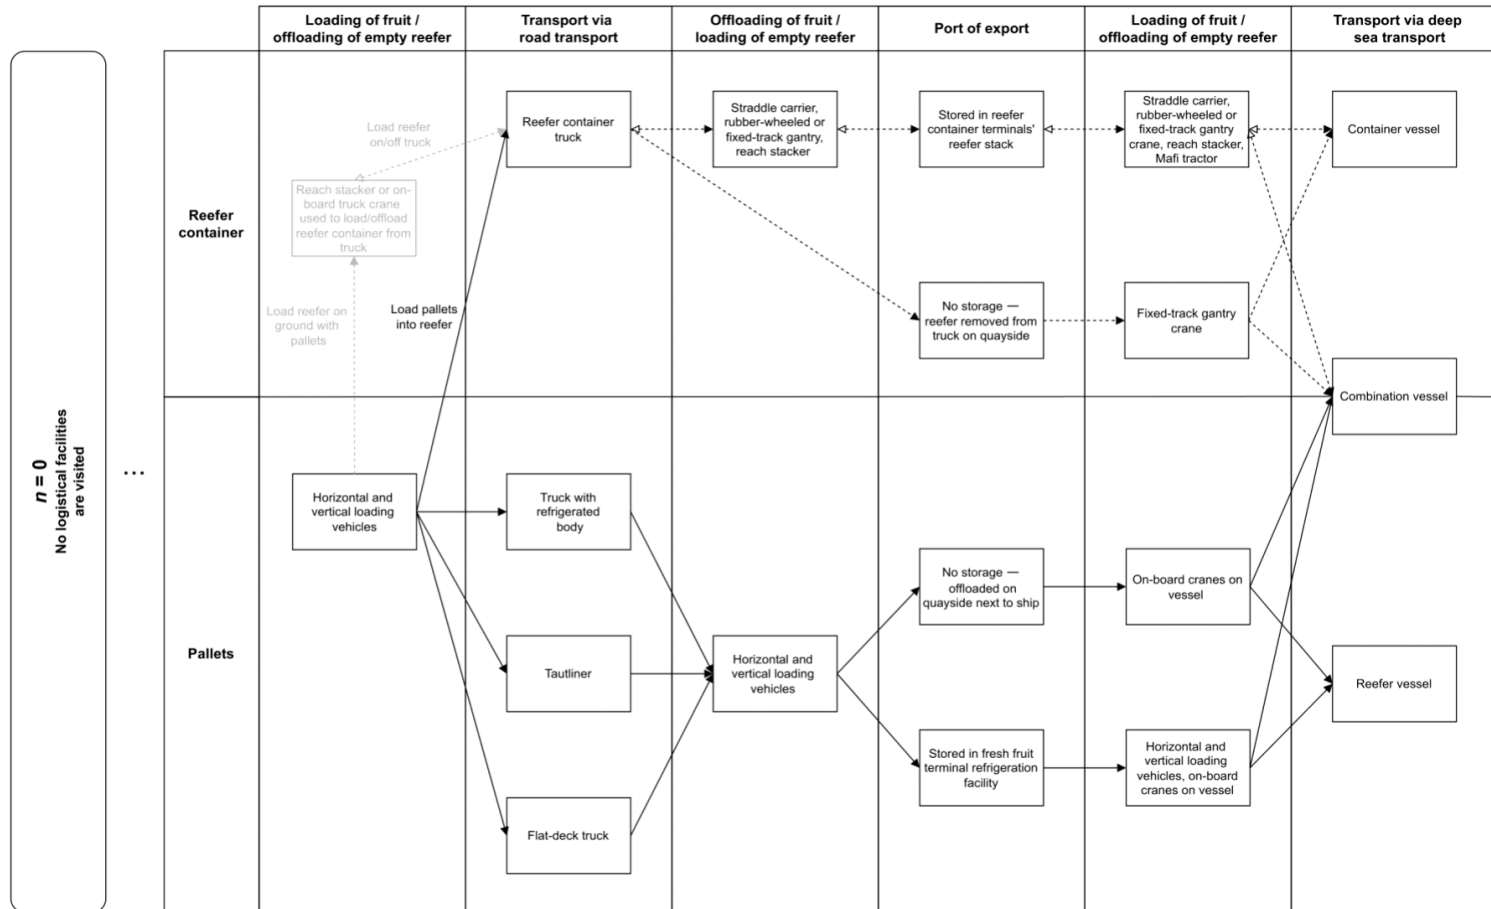 Loading of fruit /
offloading of empty reefer
Transport via
road transport
Offloading of fruit /
loading of empty reefer
Port of export
Loading of fruit /
offloading of empty reefer
Transport via deep
sea transport
n = 0
No logistical facilities
are visited
...
Reefer
container
Load reefer
on/off truck
Reach stacker or on-
board truck crane
used to load/offload
reefer container from
truck
Load reefer on
ground with
pallets
Load pallets
into reefer
Reefer container
truck
Straddle carrier,
rubber-wheeled or
fixed-track gantry,
reach stacker
Stored in reefer
container terminals'
reefer stack
Straddle carrier,
rubber-wheeled or
fixed-track gantry
crane, reach stacker,
Mafi tractor
Container vessel
No storage —
reefer removed from
truck on quayside
Fixed-track gantry
crane
Combination vessel
Pallets
Horizontal and
vertical loading
vehicles
Truck with
refrigerated
body
Tautliner
Flat-deck truck
Horizontal and
vertical loading
vehicles
No storage —
offloaded on
quayside next to ship
Stored in fresh fruit
terminal refrigeration
facility
On-board cranes on
vessel
Horizontal and
vertical loading
vehicles, on-board
cranes on vessel
Reefer vessel